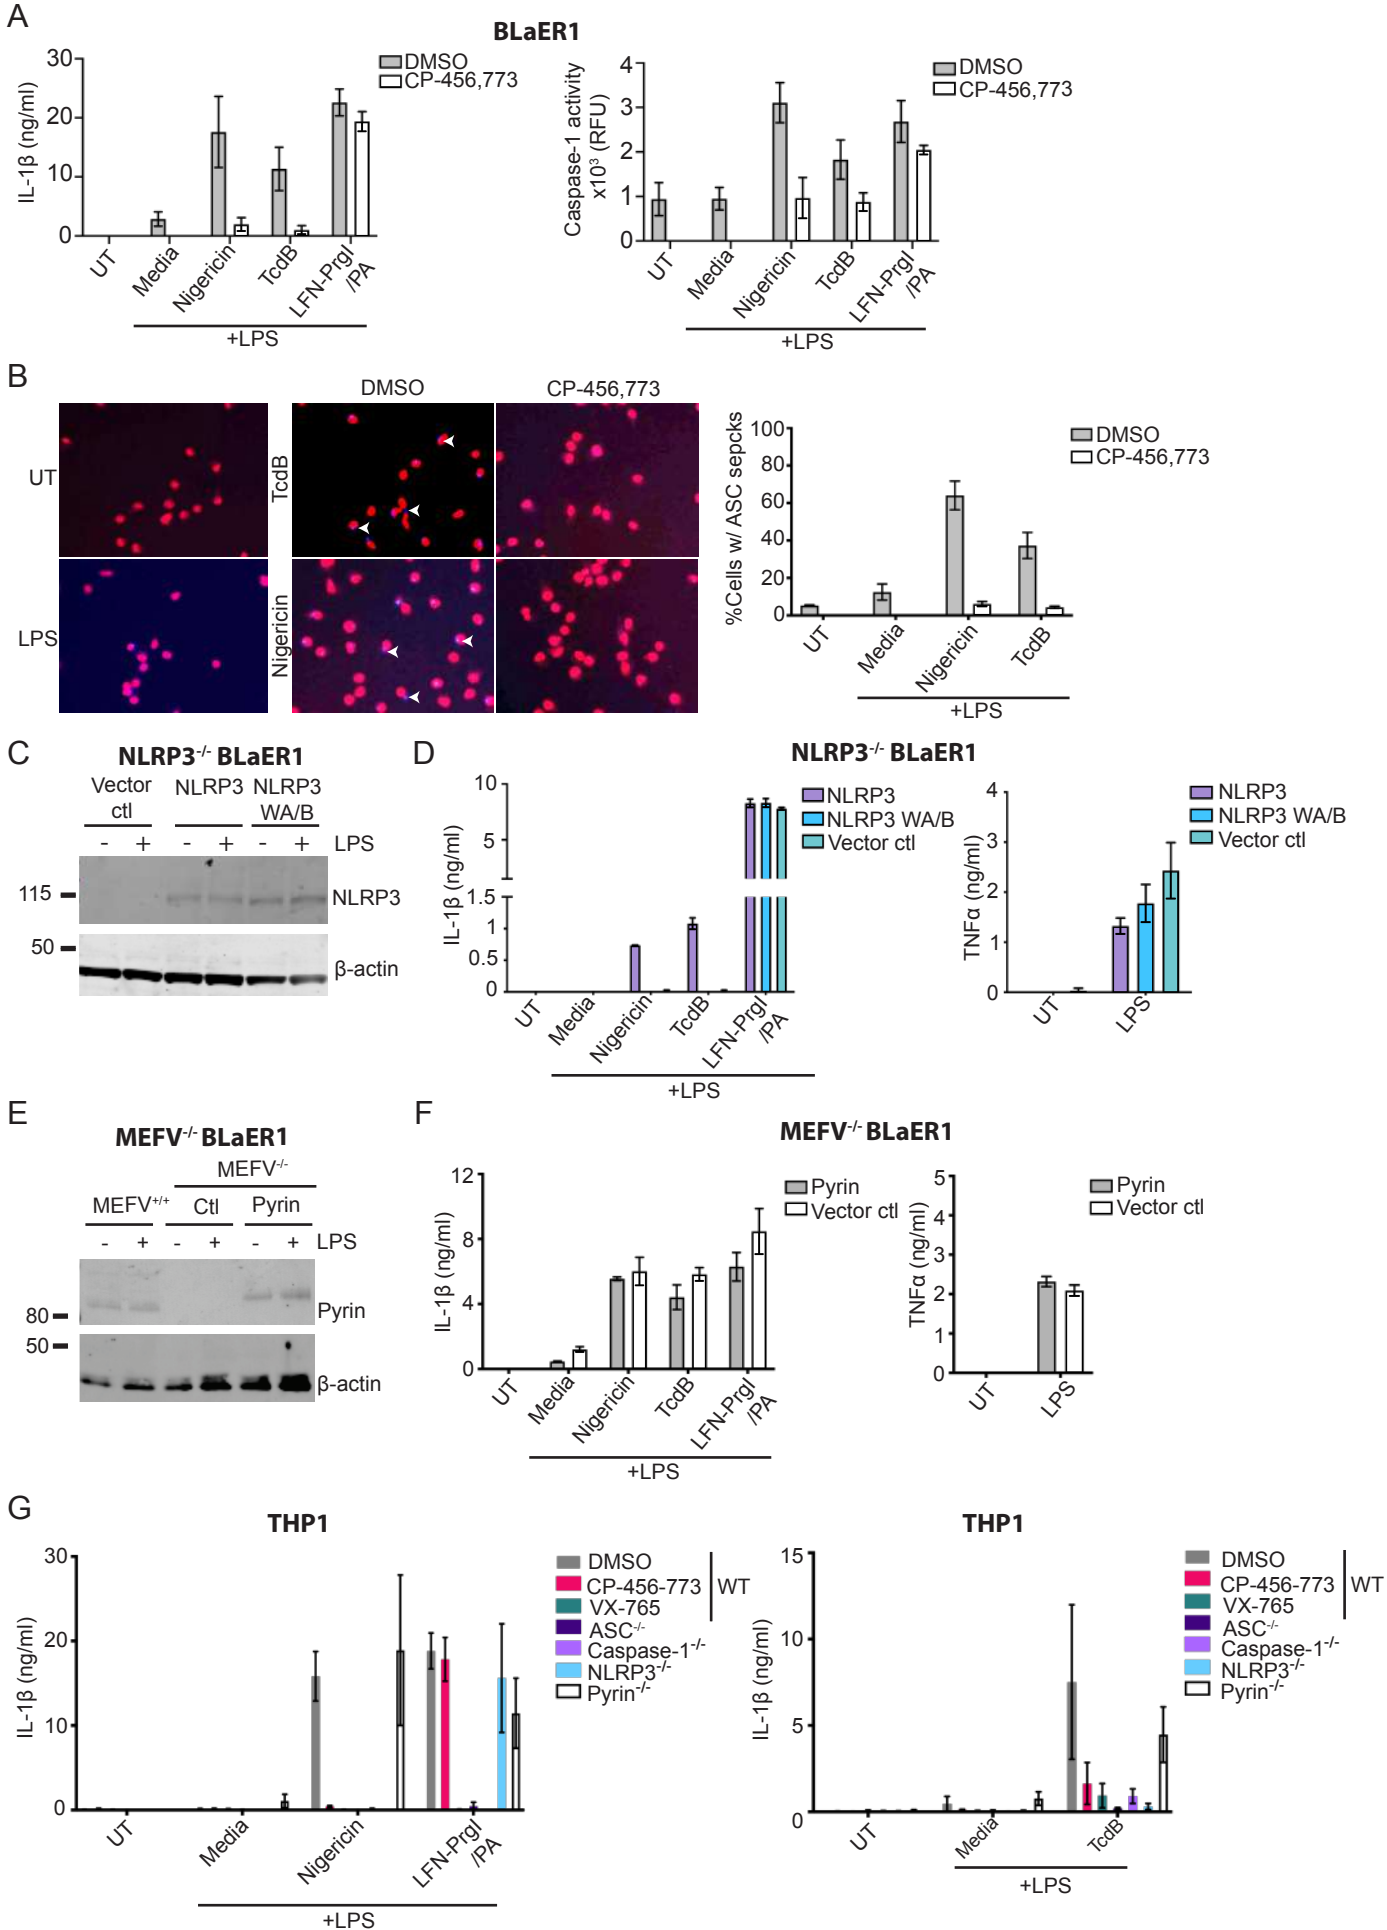 A
BLaER1
IL-1β (ng/ml)
30
20
10
0
DMSO
CP-456,773
UT
Media
Nigericin
TcdB
LFN-PrgI
/PA
+LPS
Caspase-1 activity
x10³ (RFU)
4
3
2
1
0
DMSO
CP-456,773
UT
Media
Nigericin
TcdB
LFN-PrgI
/PA
+LPS
B
DMSO
CP-456,773
UT
TcdB
LPS
Nigericin
%Cells w/ ASC sepcks
100
80
60
40
20
0
DMSO
CP-456,773
UT
Media
Nigericin
TcdB
+LPS
C
NLRP3-/- BLaER1
Vector
ctl
NLRP3
NLRP3
WA/B
- + - + - + LPS
115
NLRP3
50
β-actin
D
NLRP3-/- BLaER1
IL-1β (ng/ml)
10
5
1.5
1
0.5
0
NLRP3
NLRP3 WA/B
Vector ctl
UT
Media
Nigericin
TcdB
LFN-PrgI
/PA
+LPS
TNFα (ng/ml)
4
3
2
1
0
NLRP3
NLRP3 WA/B
Vector ctl
UT
LPS
E
MEFV-/- BLaER1
MEFV-/-
MEFV+/+ Ctl Pyrin
- + - + - + LPS
80
Pyrin
50
β-actin
F
MEFV-/- BLaER1
IL-1β (ng/ml)
12
8
4
0
Pyrin
Vector ctl
UT
Media
Nigericin
TcdB
LFN-PrgI
/PA
+LPS
TNFα (ng/ml)
5
4
3
2
1
0
Pyrin
Vector ctl
UT
LPS
G
THP1
IL-1β (ng/ml)
30
20
10
0
DMSO
CP-456-773
VX-765
WT
ASC-/-
Caspase-1-/-
NLRP3-/-
Pyrin-/-
UT
Media
Nigericin
LFN-PrgI
/PA
+LPS
THP1
IL-1β (ng/ml)
15
10
5
0
DMSO
CP-456-773
VX-765
WT
ASC-/-
Caspase-1-/-
NLRP3-/-
Pyrin-/-
UT
Media
TcdB
+LPS